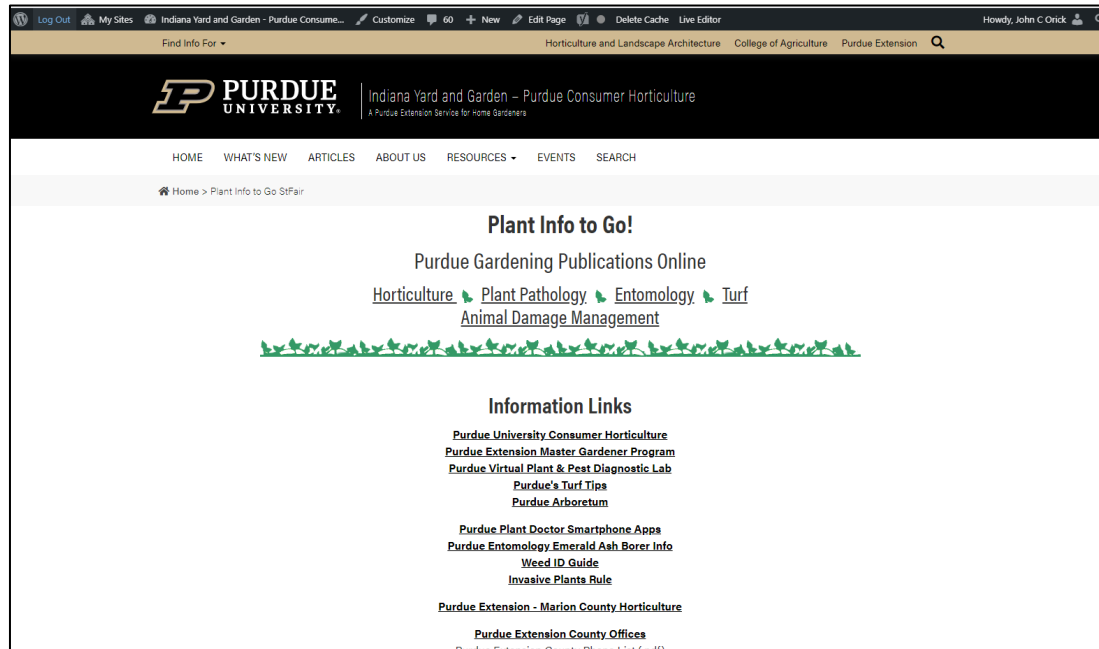 Log Out My Sites Indiana Yard and Garden - Purdue Consume... Customize 60 New Edit Page Delete Cache Live Editor Howdy, John C Orick
Find Info For Horticulture and Landscape Architecture College of Agriculture Purdue Extension
PURDUE UNIVERSITY®
Indiana Yard and Garden – Purdue Consumer Horticulture
A Purdue Extension Service for Home Gardeners
HOME WHAT'S NEW ARTICLES ABOUT US RESOURCES EVENTS SEARCH
Home > Plant Info to Go StFair
Plant Info to Go!
Purdue Gardening Publications Online
Horticulture Plant Pathology Entomology Turf
Animal Damage Management
Information Links
Purdue University Consumer Horticulture
Purdue Extension Master Gardener Program
Purdue Virtual Plant & Pest Diagnostic Lab
Purdue's Turf Tips
Purdue Arboretum
Purdue Plant Doctor Smartphone Apps
Purdue Entomology Emerald Ash Borer Info
Weed ID Guide
Invasive Plants Rule
Purdue Extension - Marion County Horticulture
Purdue Extension County Offices
Purdue Extension County Phone List (.pdf)